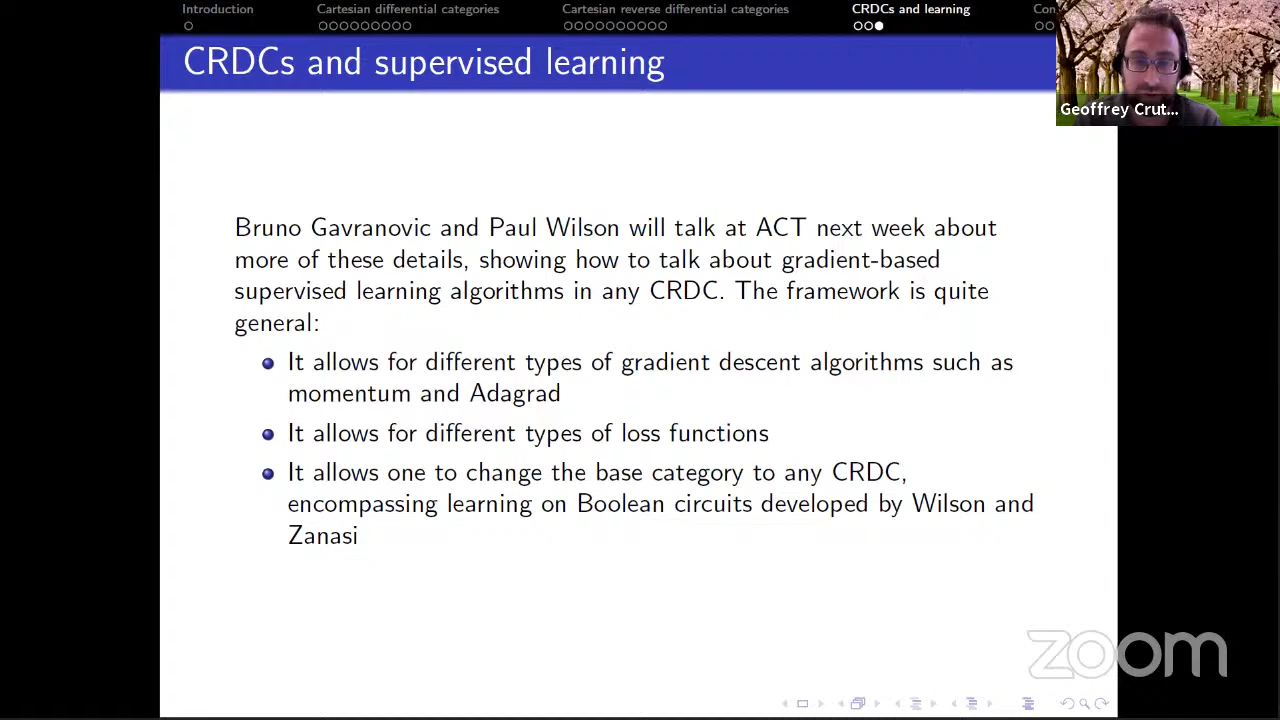 Introduction
Cartesian differential categories
Cartesian reverse differential categories
CRDCs and learning
Con
CRDCs and supervised learning
Geoffrey Crut...
Bruno Gavranovic and Paul Wilson will talk at ACT next week about
more of these details, showing how to talk about gradient-based
supervised learning algorithms in any CRDC. The framework is quite
general:
It allows for different types of gradient descent algorithms such as
momentum and Adagrad
It allows for different types of loss functions
It allows one to change the base category to any CRDC,
encompassing learning on Boolean circuits developed by Wilson and
Zanasi
zoom